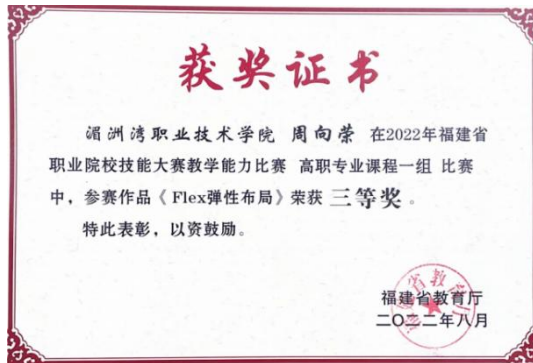 获奖证书
湄洲湾职业技术学院 周向荣 在2022年福建省
职业院校技能大赛教学能力比赛 高职专业课程一组 比赛
中，参赛作品《Flex弹性布局》荣获 三等奖 。
特此表彰，以资鼓励。
福建省教育厅
二〇二二年八月